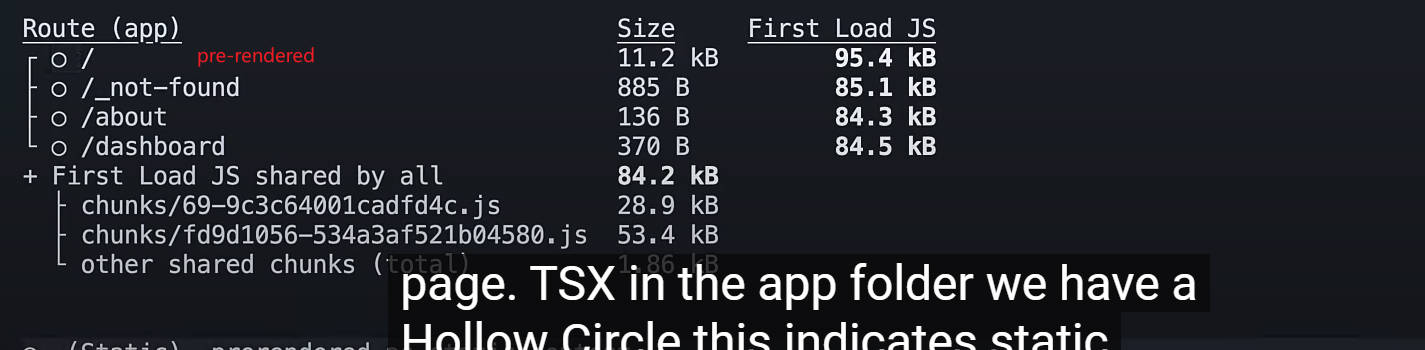 Route (app) Size First Load JS
┌ ○ / pre-rendered 11.2 kB 95.4 kB
├ ○ /_not-found 885 B 85.1 kB
├ ○ /about 136 B 84.3 kB
└ ○ /dashboard 370 B 84.5 kB
+ First Load JS shared by all 84.2 kB
├ chunks/69-9c3c64001cadfd4c.js 28.9 kB
├ chunks/fd9d1056-534a3af521b04580.js 53.4 kB
└ other shared chunks (total) 1.86 kB
page. TSX in the app folder we have a
Hollow Circle this indicates static
○ (Static) prerendered